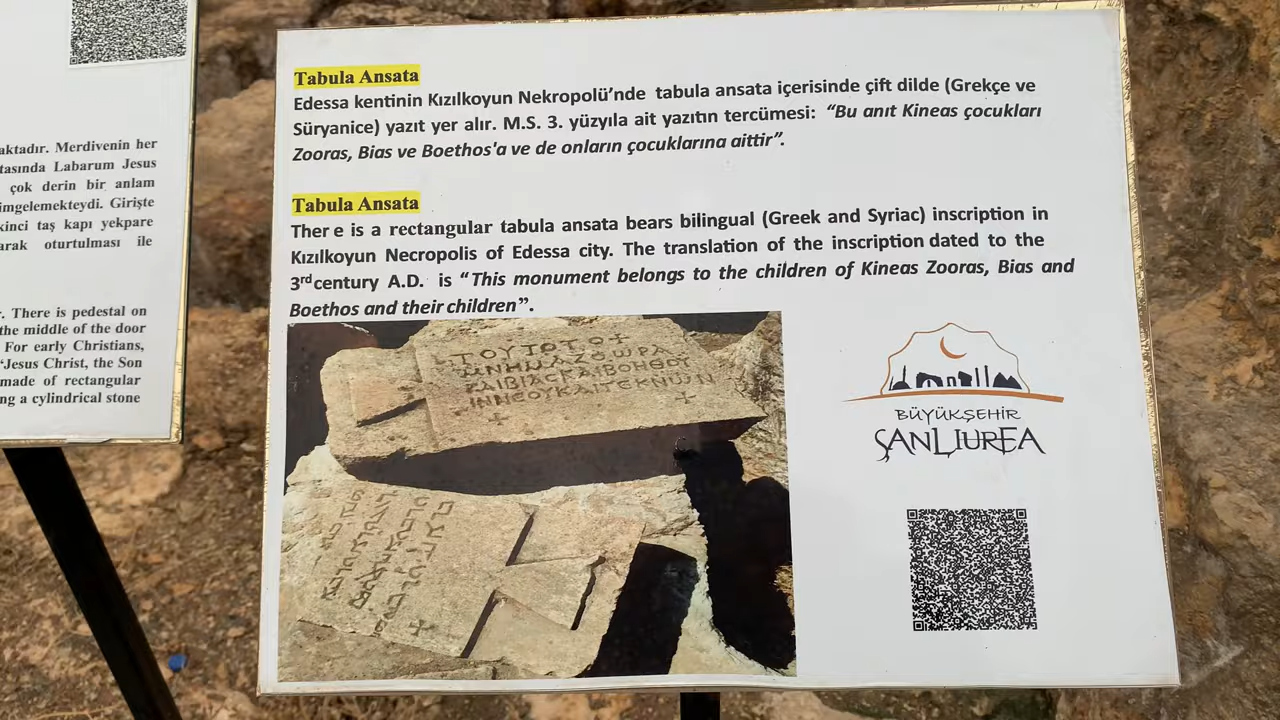 aktadır. Merdivenin her
tasında Labarum Jesus
çok derin bir anlam
imgelemekteydi. Girişte
kinci taş kapı yekpare
arak oturtulması ile
. There is pedestal on
the middle of the door
For early Christians,
"Jesus Christ, the Son
made of rectangular
ng a cylindrical stone
Tabula Ansata
Edessa kentinin Kızılkoyun Nekropolü'nde tabula ansata içerisinde çift dilde (Grekçe ve
Süryanice) yazıt yer alır. M.S. 3. yüzyıla ait yazıtın tercümesi: "Bu anıt Kineas çocukları
Zooras, Bias ve Boethos'a ve de onların çocuklarına aittir".
Tabula Ansata
Ther e is a rectangular tabula ansata bears bilingual (Greek and Syriac) inscription in
Kızılkoyun Necropolis of Edessa city. The translation of the inscription dated to the
3rd century A.D. is "This monument belongs to the children of Kineas Zooras, Bias and
Boethos and their children".
ΤΟΥΤΟΤΟ
ΜΝΗΜΑΖΟΩΡΑ
ΚΑΙΒΙΑСΚΑΙΒΟΗΘΟΥ
ΚΑΙΤΕΚΝΩΝ
BÜYÜKŞEHİR
ŞANLIURFA